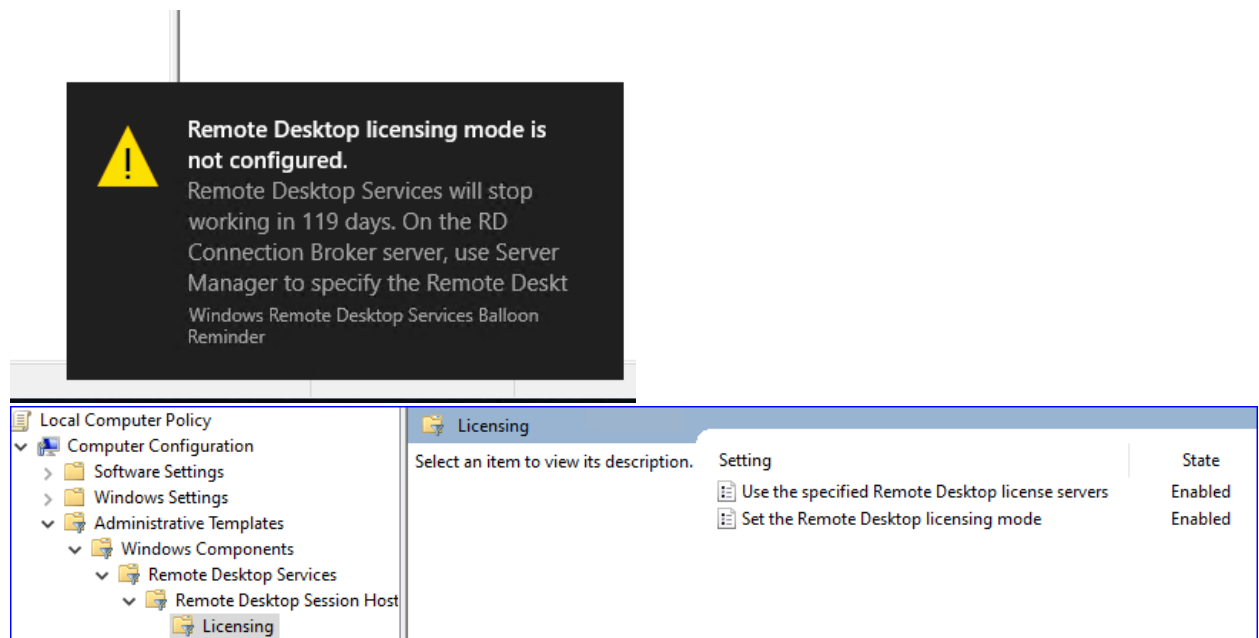 Remote Desktop licensing mode is
not configured.
Remote Desktop Services will stop
working in 119 days. On the RD
Connection Broker server, use Server
Manager to specify the Remote Deskt
Windows Remote Desktop Services Balloon
Reminder
Local Computer Policy
Computer Configuration
Software Settings
Windows Settings
Administrative Templates
Windows Components
Remote Desktop Services
Remote Desktop Session Host
Licensing
Licensing
Select an item to view its description.
Setting State
Use the specified Remote Desktop license servers Enabled
Set the Remote Desktop licensing mode Enabled